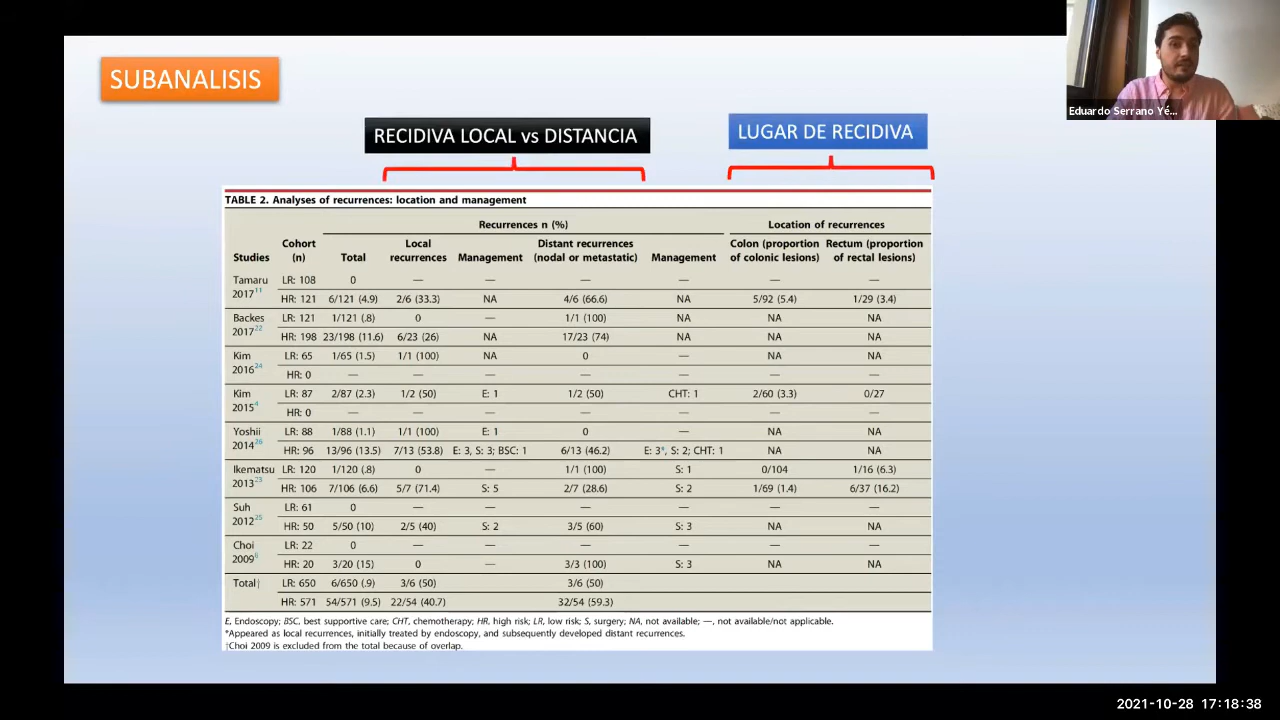 Eduardo Serrano Yé...
SUBANALISIS
RECIDIVA LOCAL vs DISTANCIA
LUGAR DE RECIDIVA
TABLE 2. Analyses of recurrences: location and management
Recurrences n (%) Location of recurrences
Cohort Local Distant recurrences Colon (proportion Rectum (proportion
Studies (n) Total recurrences Management (nodal or metastatic) Management of colonic lesions) of rectal lesions)
Tamaru LR: 108 0 — — — — — —
2017¹¹ HR: 121 6/121 (4.9) 2/6 (33.3) NA 4/6 (66.6) NA 5/92 (5.4) 1/29 (3.4)
Backes LR: 121 1/121 (.8) 0 — 1/1 (100) NA NA NA
2017²² HR: 198 23/198 (11.6) 6/23 (26) NA 17/23 (74) NA NA NA
Kim LR: 65 1/65 (1.5) 1/1 (100) NA 0 — NA NA
2016²⁴ HR: 0 — — — — — — —
Kim LR: 87 2/87 (2.3) 1/2 (50) E: 1 1/2 (50) CHT: 1 2/60 (3.3) 0/27
2015⁴ HR: 0 — — — — — — —
Yoshii LR: 88 1/88 (1.1) 1/1 (100) E: 1 0 — NA NA
2014²⁶ HR: 96 13/96 (13.5) 7/13 (53.8) E: 3, S: 3; BSC: 1 6/13 (46.2) E: 3*, S: 2; CHT: 1 NA NA
Ikematsu LR: 120 1/120 (.8) 0 — 1/1 (100) S: 1 0/104 1/16 (6.3)
2013²³ HR: 106 7/106 (6.6) 5/7 (71.4) S: 5 2/7 (28.6) S: 2 1/69 (1.4) 6/37 (16.2)
Suh LR: 61 0 — — — — — —
2012²⁵ HR: 50 5/50 (10) 2/5 (40) S: 2 3/5 (60) S: 3 NA NA
Choi LR: 22 0 — — — — — —
2009 HR: 20 3/20 (15) 0 — 3/3 (100) S: 3 NA NA
Total† LR: 650 6/650 (.9) 3/6 (50) 3/6 (50)
HR: 571 54/571 (9.5) 22/54 (40.7) 32/54 (59.3)
E, Endoscopy; BSC, best supportive care; CHT, chemotherapy; HR, high risk; LR, low risk; S, surgery; NA, not available; —, not available/not applicable.
*Appeared as local recurrences, initially treated by endoscopy, and subsequently developed distant recurrences.
†Choi 2009 is excluded from the total because of overlap.
2021-10-28 17:18:38